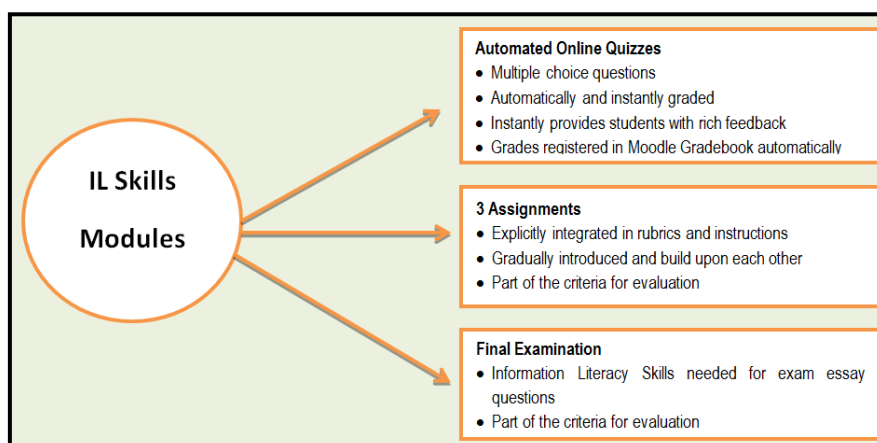 IL Skills
Modules
Automated Online Quizzes
• Multiple choice questions
• Automatically and instantly graded
• Instantly provides students with rich feedback
• Grades registered in Moodle Gradebook automatically
3 Assignments
• Explicitly integrated in rubrics and instructions
• Gradually introduced and build upon each other
• Part of the criteria for evaluation
Final Examination
• Information Literacy Skills needed for exam essay
questions
• Part of the criteria for evaluation